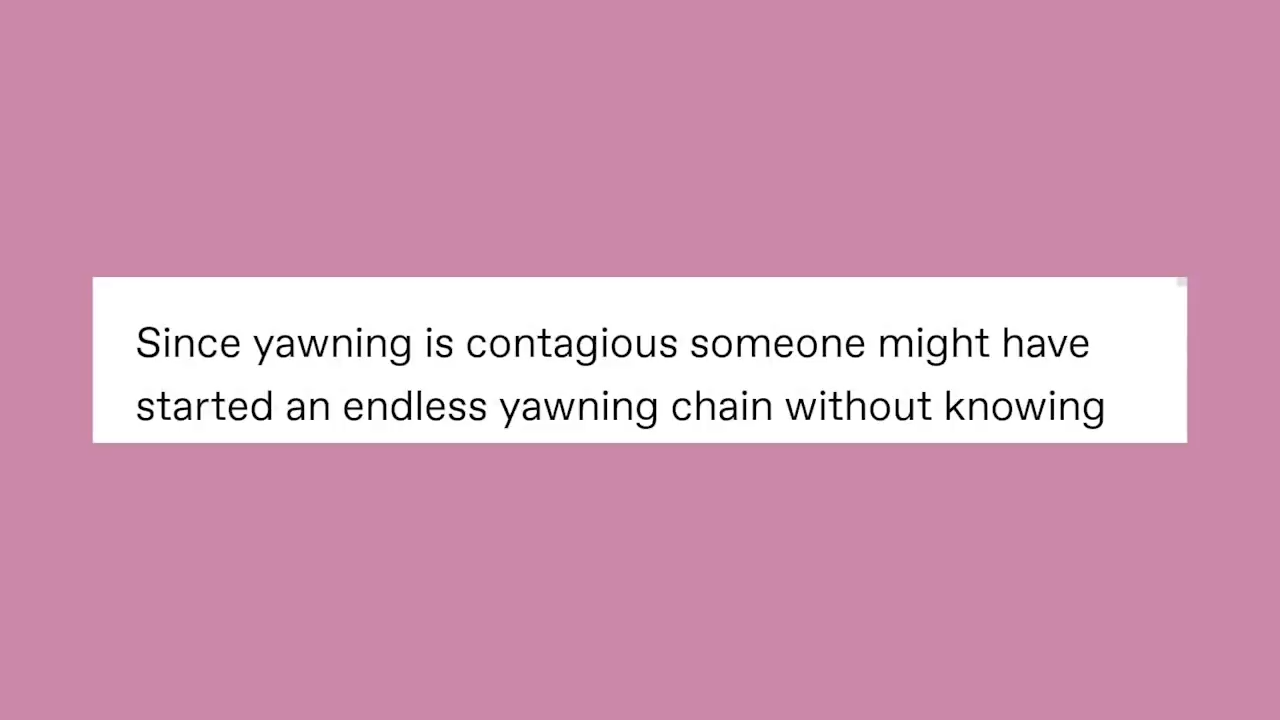 Since yawning is contagious someone might have
started an endless yawning chain without knowing